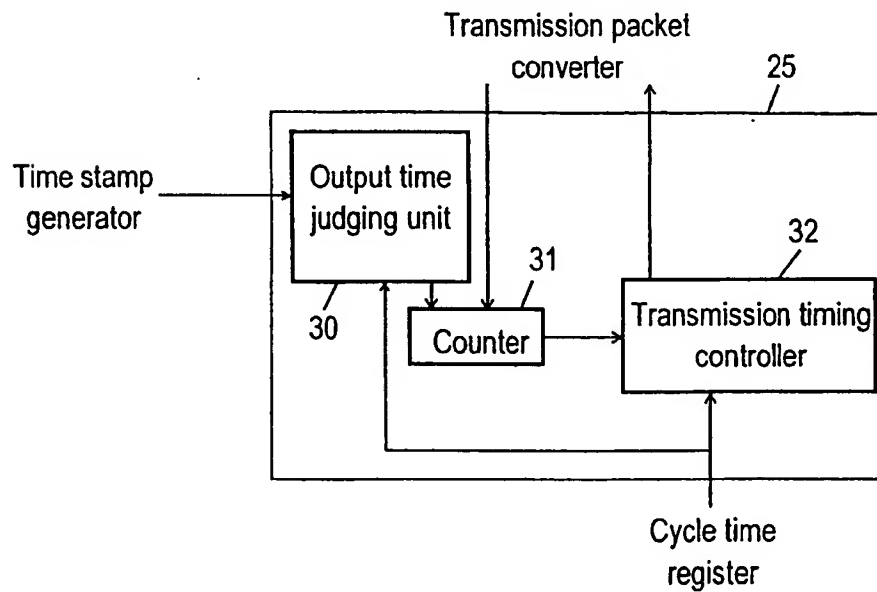 Transmission packet
converter
25
Time stamp
generator
Output time
judging unit
30
31
Counter
32
Transmission timing
controller
Cycle time
register